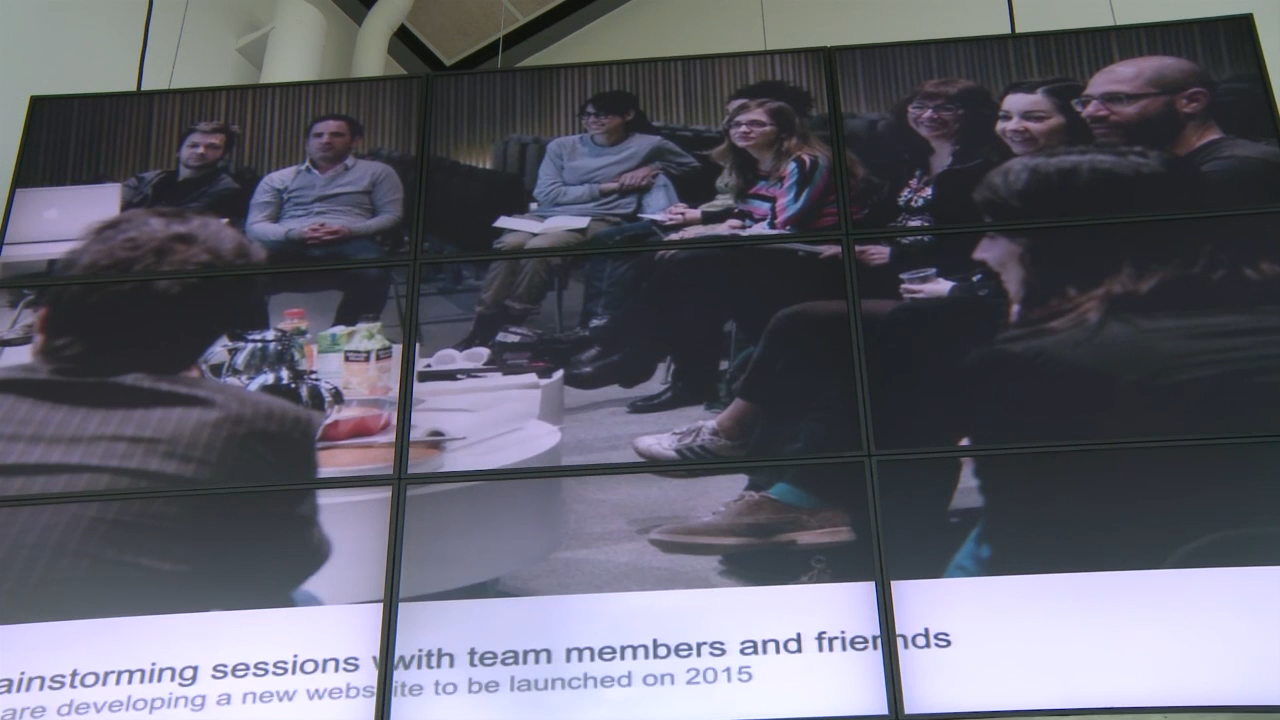 ainstorming sessions with team members and friends
are developing a new website to be launched on 2015